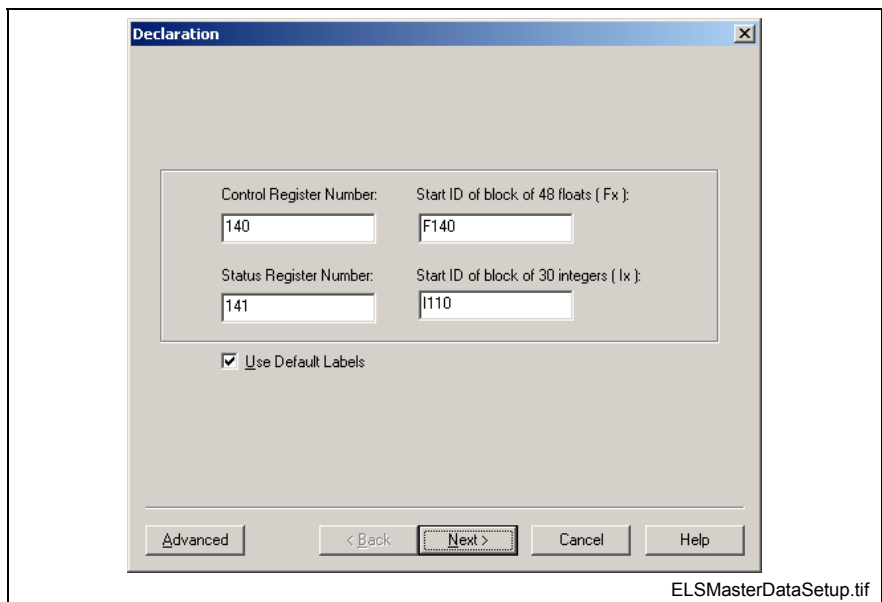 Declaration
Control Register Number:
Start ID of block of 48 floats ( Fx ):
140
F140
Status Register Number:
Start ID of block of 30 integers ( Ix ):
141
I110
Use Default Labels
Advanced
< Back
Next >
Cancel
Help
ELSMasterDataSetup.tif